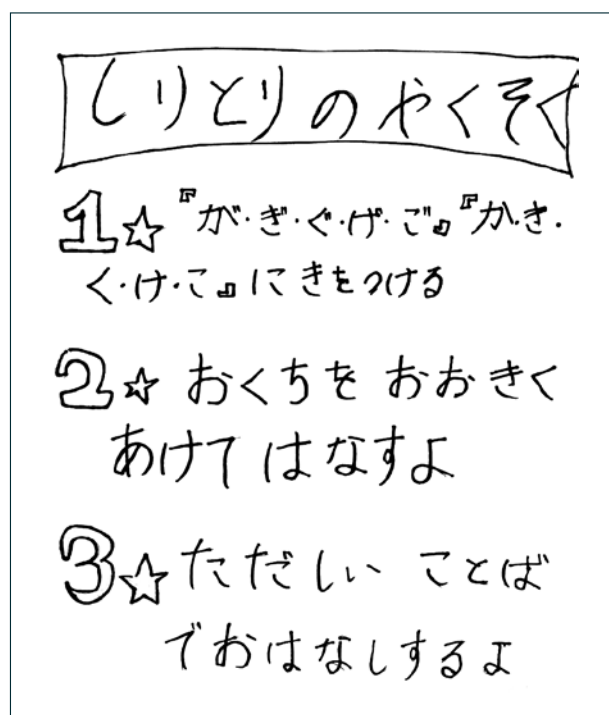 しりとりのやくそく
1☆『が・ぎ・ぐ・げ・ご』『か・き・
く・け・こ』にきをつける
2☆ おくちを おおきく
あけて はなすよ
3☆ ただしい ことば
でおはなしするよ